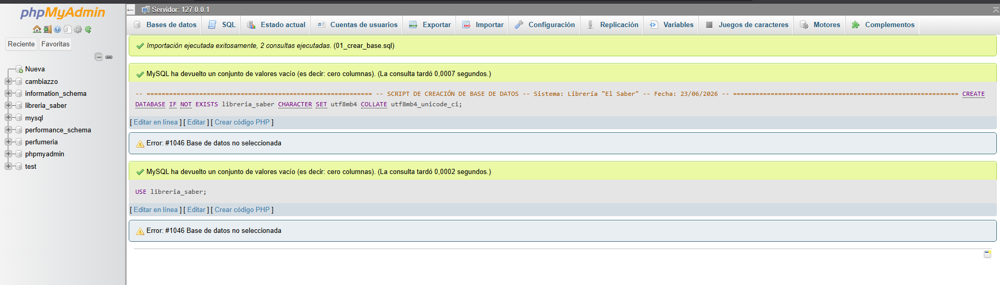 phpMyAdmin
Reciente
Favoritas
Nueva
cambiazzo
information_schema
libreria_saber
mysql
performance_schema
perfumeria
phpmyadmin
test
Servidor: 127.0.0.1
Bases de datos
SQL
Estado actual
Cuentas de usuarios
Exportar
Importar
Configuración
Replicación
Variables
Juegos de caracteres
Motores
Complementos
Importación ejecutada exitosamente, 2 consultas ejecutadas. (01_crear_base.sql)
MySQL ha devuelto un conjunto de valores vacío (es decir: cero columnas). (La consulta tardó 0,0007 segundos.)
-- ============================================================ -- SCRIPT DE CREACIÓN DE BASE DE DATOS -- Sistema: Librería "El Saber" -- Fecha: 23/06/2026 -- ============================================================ CREATE
DATABASE IF NOT EXISTS libreria_saber CHARACTER SET utf8mb4 COLLATE utf8mb4_unicode_ci;
[ Editar en línea ] [ Editar ] [ Crear código PHP ]
Error: #1046 Base de datos no seleccionada
MySQL ha devuelto un conjunto de valores vacío (es decir: cero columnas). (La consulta tardó 0,0002 segundos.)
USE libreria_saber;
[ Editar en línea ] [ Editar ] [ Crear código PHP ]
Error: #1046 Base de datos no seleccionada